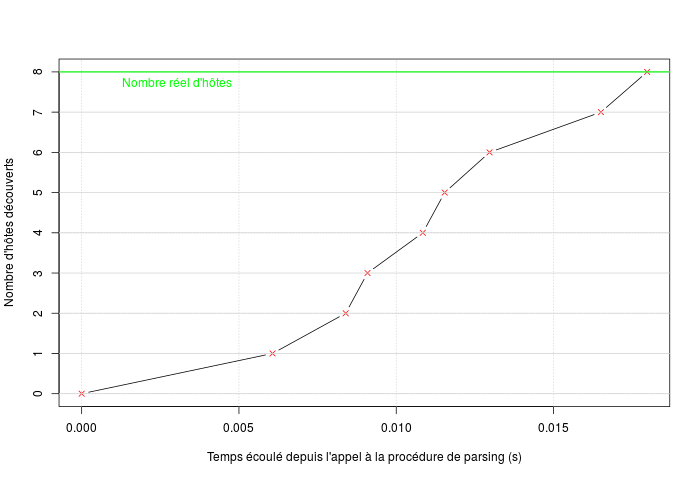 8
Nombre réel d'hôtes
7
6
5
4
3
2
1
0
Nombre d'hôtes découverts
0.000 0.005 0.010 0.015
Temps écoulé depuis l'appel à la procédure de parsing (s)